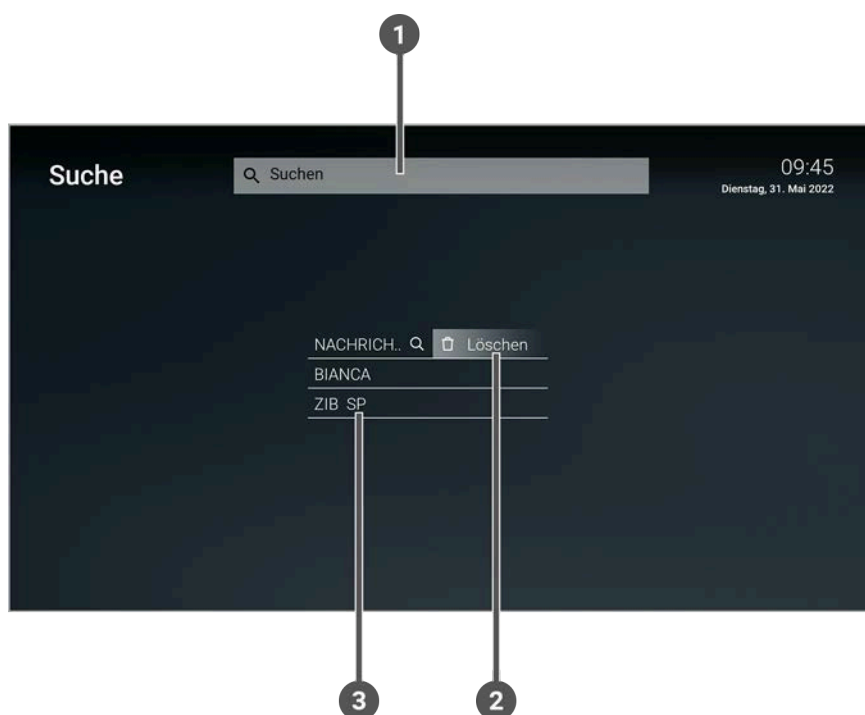 1
Suche
Suchen
09:45
Dienstag, 31. Mai 2022
NACHRICH.. Löschen
BIANCA
ZIB SP
3 2